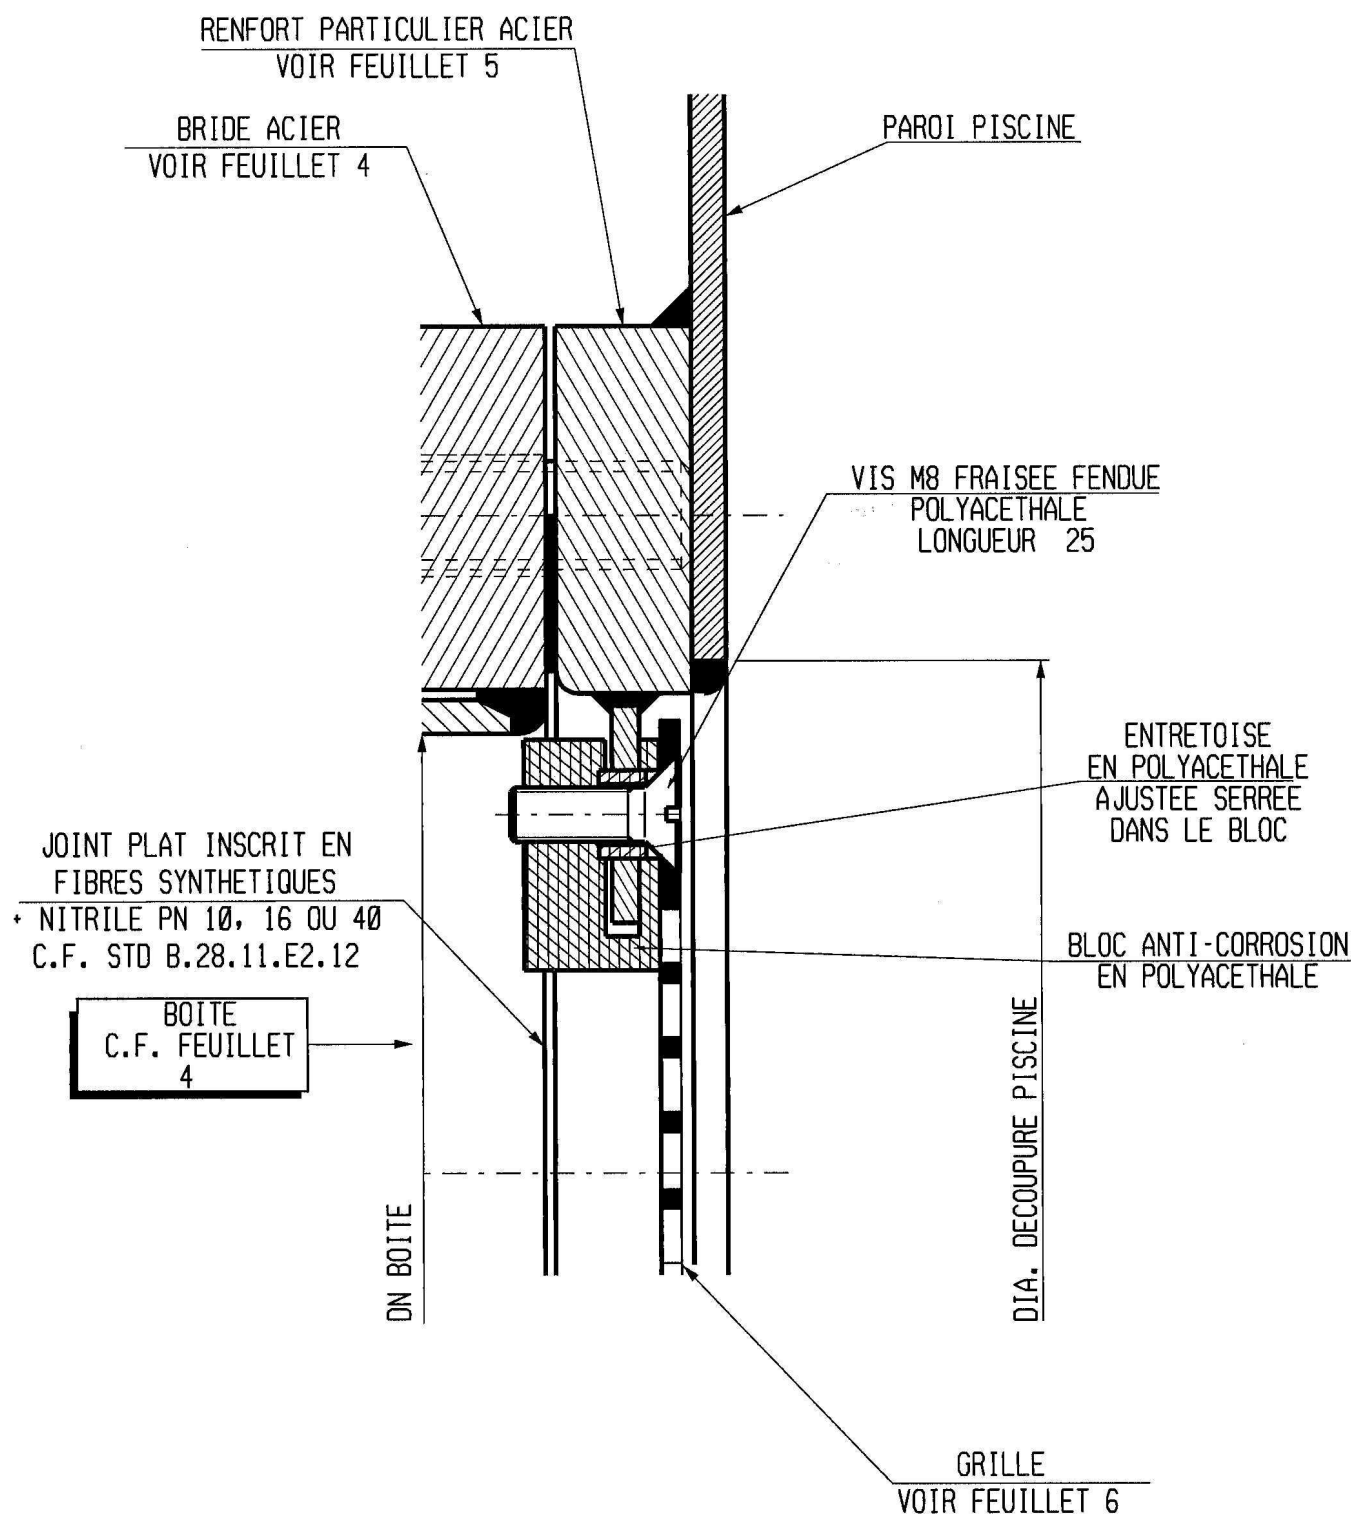 RENFORT PARTICULIER ACIER
VOIR FEUILLET 5
BRIDE ACIER
VOIR FEUILLET 4
PAROI PISCINE
VIS M8 FRAISEE FENDUE
POLYACETHALE
LONGUEUR 25
ENTRETOISE
EN POLYACETHALE
AJUSTEE SERREE
DANS LE BLOC
JOINT PLAT INSCRIT EN
FIBRES SYNTHETIQUES
+ NITRILE PN 10, 16 OU 40
C.F. STD B.28.11.E2.12
BLOC ANTI-CORROSION
EN POLYACETHALE
BOITE
C.F. FEUILLET
4
DN BOITE
DIA. DECOUPURE PISCINE
GRILLE
VOIR FEUILLET 6